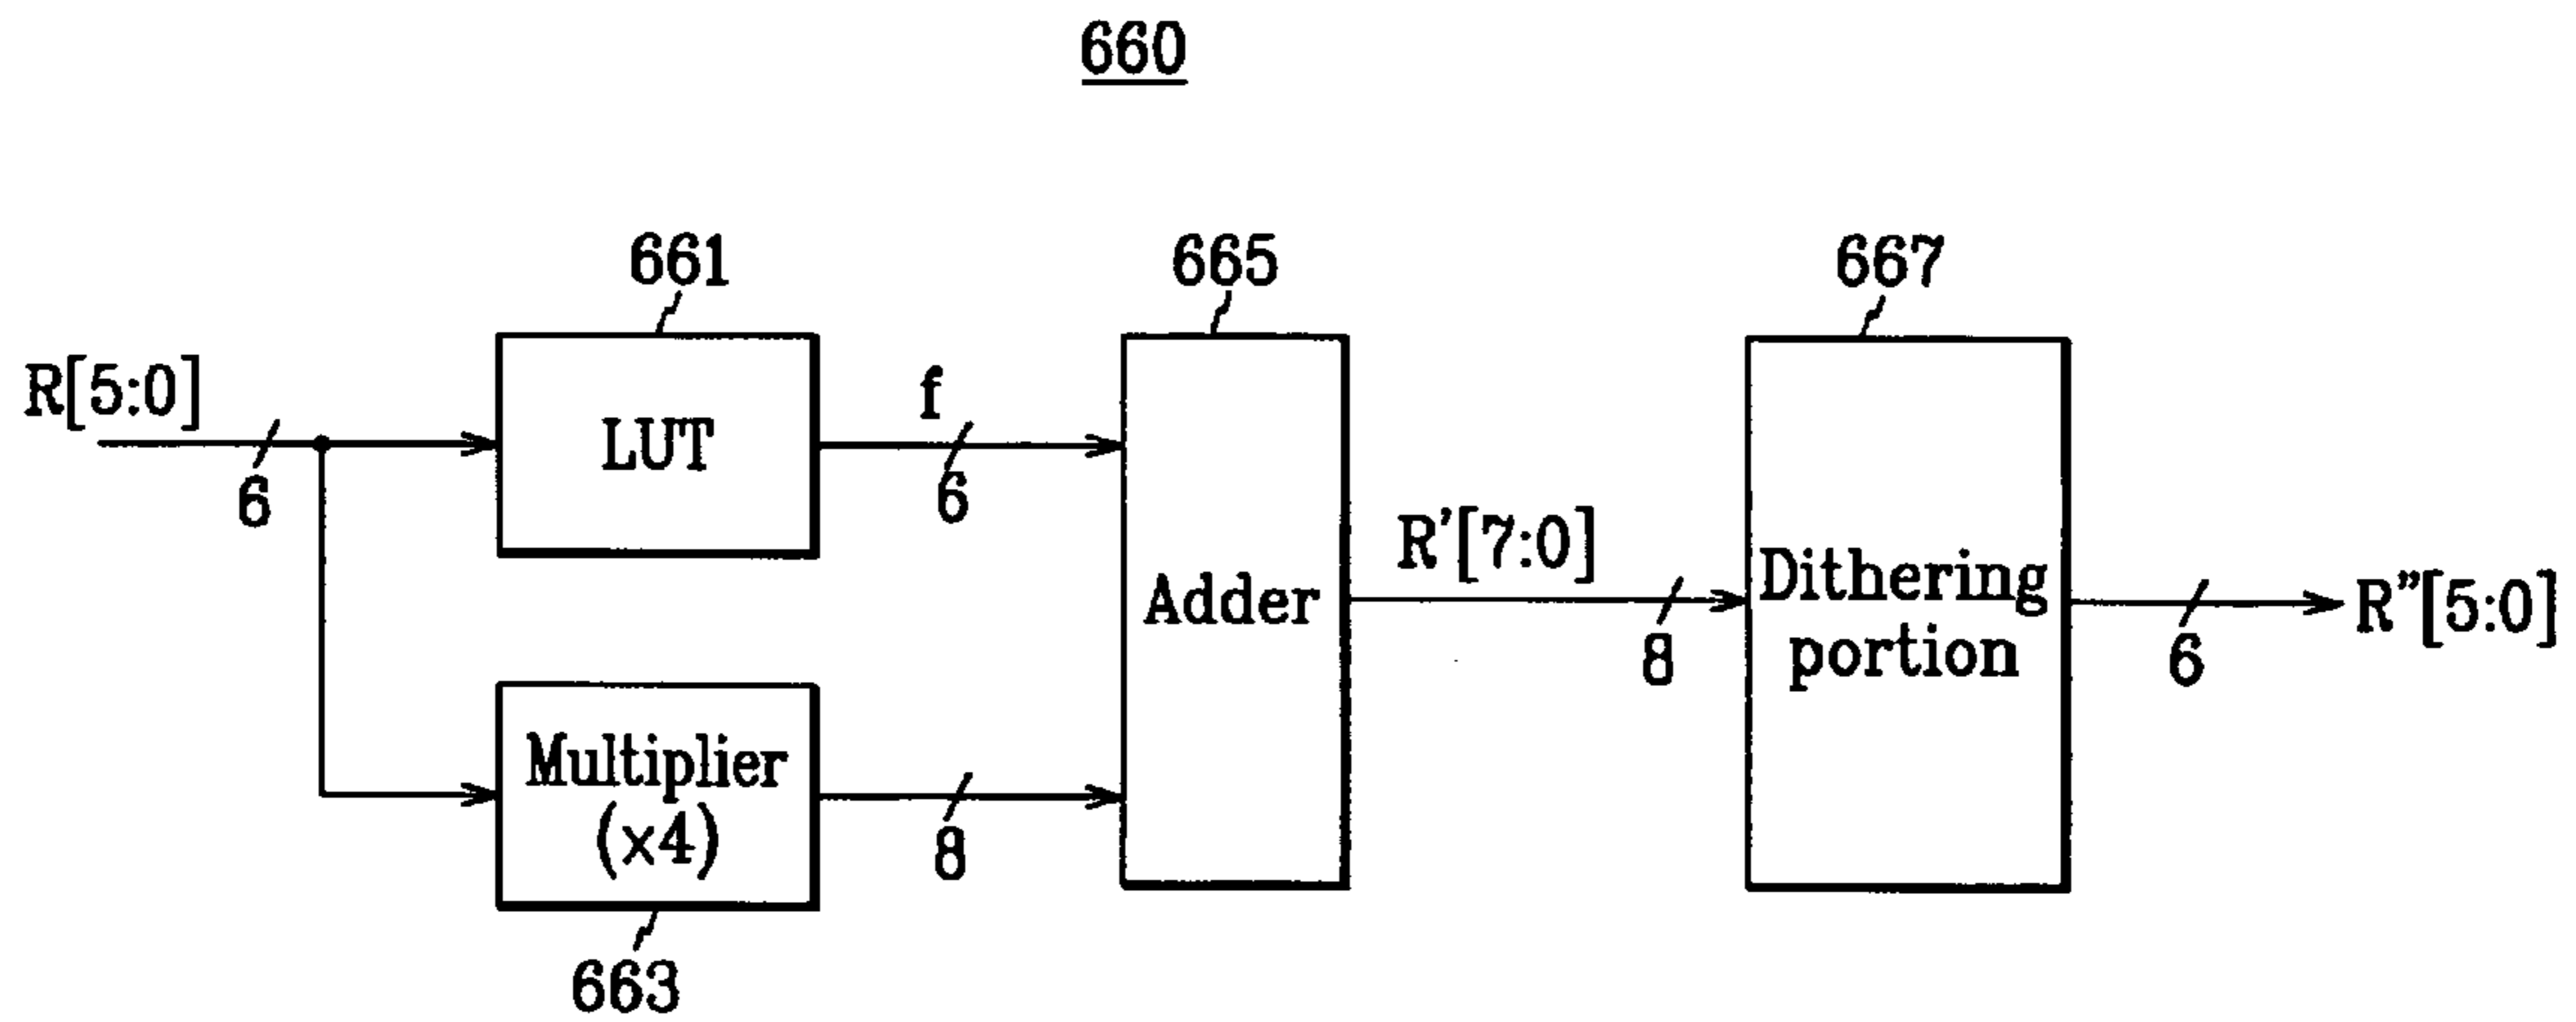 660
661
665
667
R[5:0]
6
LUT
f
6
R'[7:0]
8
Adder
Dithering
portion
6
R"[5:0]
Multiplier
(×4)
8
663